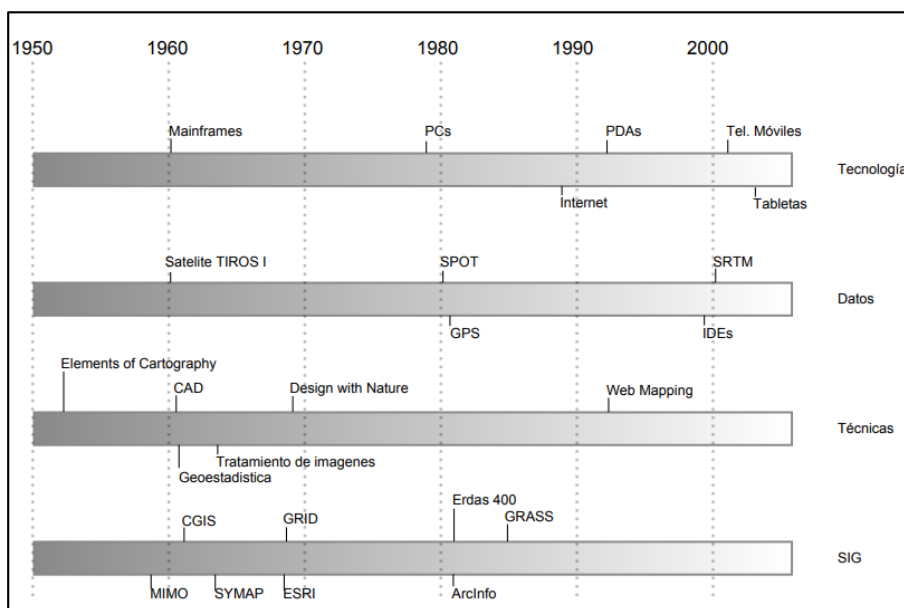 1950 1960 1970 1980 1990 2000
Mainframes PCs PDAs Tel. Móviles
Tecnología
Internet Tabletas
Satelite TIROS I SPOT SRTM
Datos
GPS IDEs
Elements of Cartography
CAD Design with Nature Web Mapping
Técnicas
Tratamiento de imagenes
Geoestadistica
Erdas 400
CGIS GRID GRASS
SIG
MIMO SYMAP ESRI ArcInfo